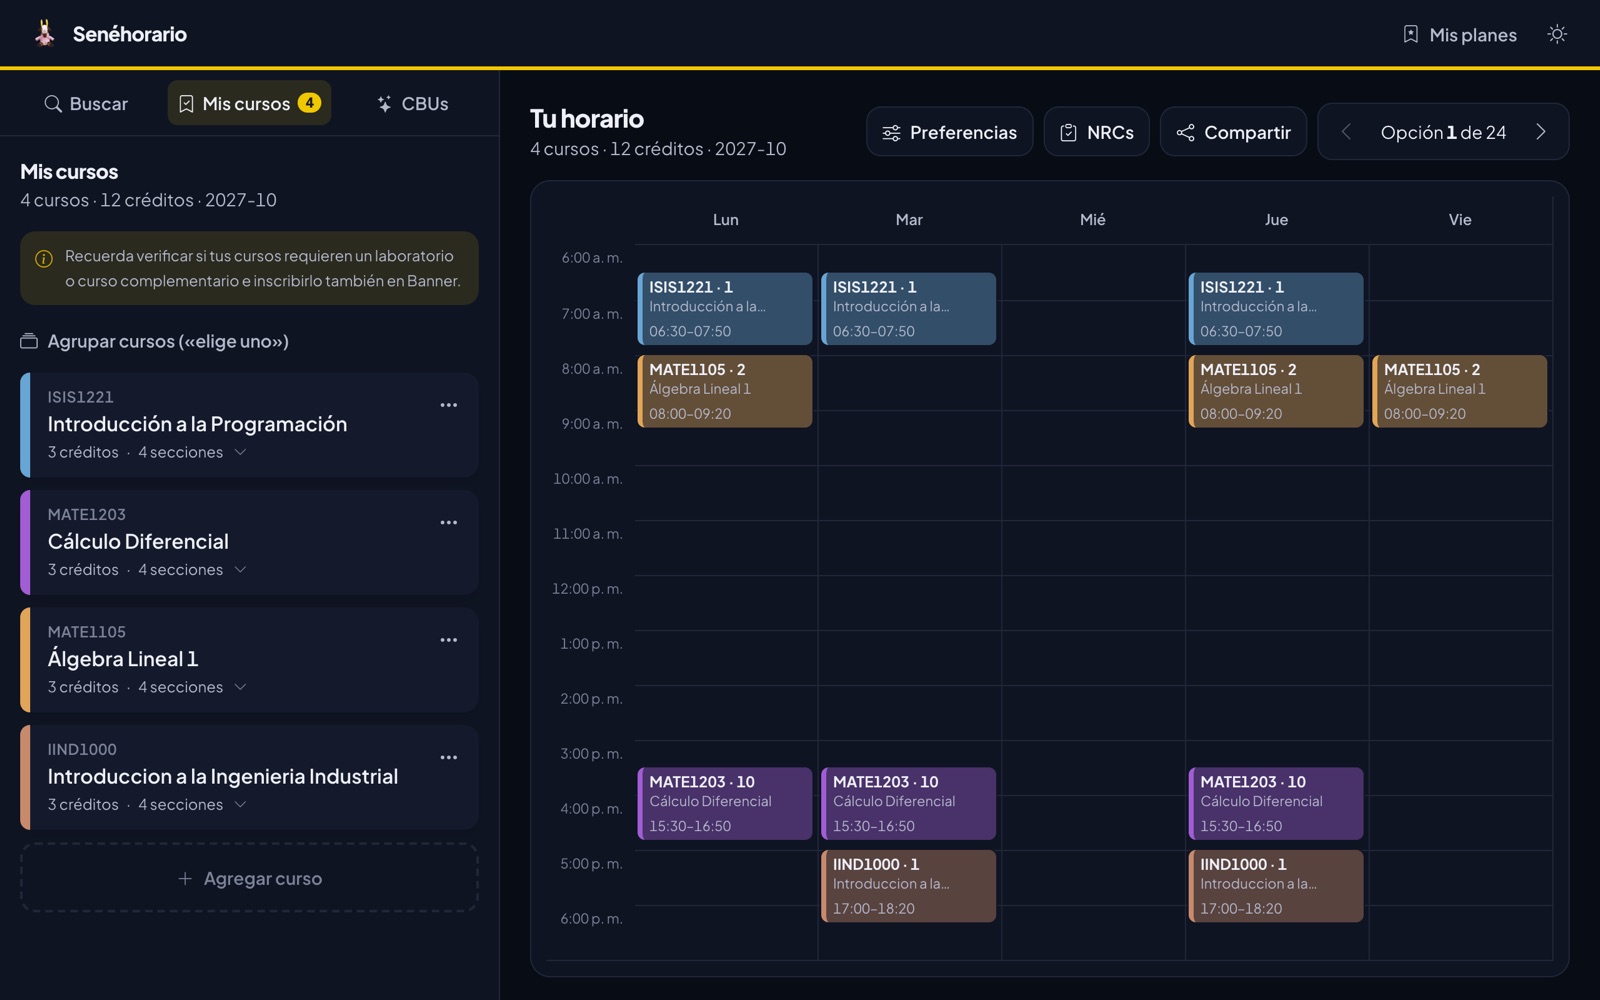 Senéhorario
Mis planes
Buscar
Mis cursos 4
CBUs
Mis cursos
4 cursos · 12 créditos · 2027-10
Recuerda verificar si tus cursos requieren un laboratorio
o curso complementario e inscribirlo también en Banner.
Agrupar cursos («elige uno»)
ISIS1221
Introducción a la Programación
3 créditos · 4 secciones
MATE1203
Cálculo Diferencial
3 créditos · 4 secciones
MATE1105
Álgebra Lineal 1
3 créditos · 4 secciones
IIND1000
Introduccion a la Ingenieria Industrial
3 créditos · 4 secciones
+ Agregar curso
Tu horario
4 cursos · 12 créditos · 2027-10
Preferencias
NRCs
Compartir
Opción 1 de 24
Lun Mar Mié Jue Vie
6:00 a. m.
ISIS1221 · 1 ISIS1221 · 1 ISIS1221 · 1
Introducción a la… Introducción a la… Introducción a la…
7:00 a. m.
06:30–07:50 06:30–07:50 06:30–07:50
8:00 a. m.
MATE1105 · 2 MATE1105 · 2 MATE1105 · 2
Álgebra Lineal 1 Álgebra Lineal 1 Álgebra Lineal 1
08:00–09:20 08:00–09:20 08:00–09:20
9:00 a. m.
10:00 a. m.
11:00 a. m.
12:00 p. m.
1:00 p. m.
2:00 p. m.
3:00 p. m.
MATE1203 · 10 MATE1203 · 10 MATE1203 · 10
Cálculo Diferencial Cálculo Diferencial Cálculo Diferencial
4:00 p. m.
15:30–16:50 15:30–16:50 15:30–16:50
5:00 p. m.
IIND1000 · 1 IIND1000 · 1
Introduccion a la… Introduccion a la…
17:00–18:20 17:00–18:20
6:00 p. m.